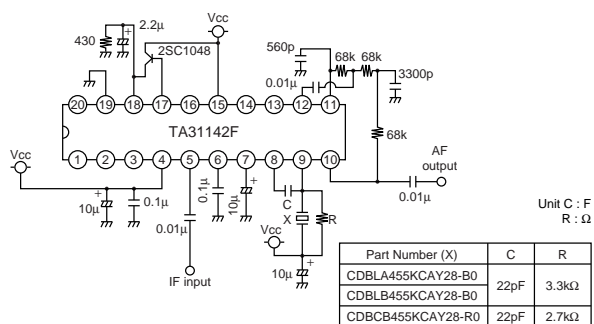 Vcc
2.2μ
+
430
2SC1048
560p
68k 68k
0.01μ
3300p
20 19 18 17 16 15 14 13 12 11
TA31142F
68k
1 2 3 4 5 6 7 8 9 10
Vcc
AF
output
+
10μ
0.1μ
0.01μ
0.1μ
+
10μ
C
X
R
0.01μ
Vcc
+
10μ
IF input
Unit C : F
R : Ω
Part Number (X) C R
CDBLA455KCAY28-B0 22pF 3.3kΩ
CDBLB455KCAY28-B0
CDBCB455KCAY28-R0 22pF 2.7kΩ